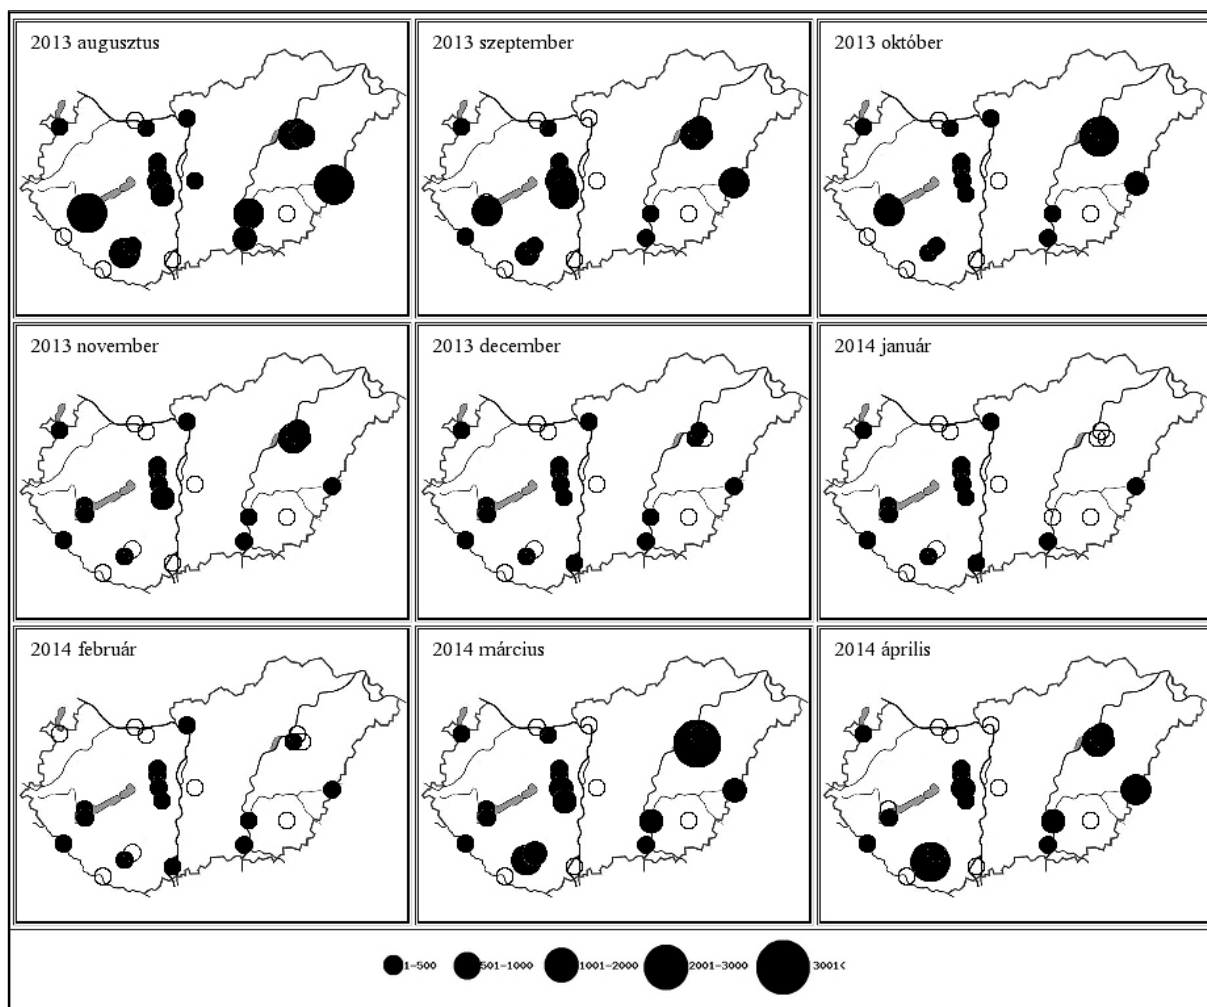 2013 augusztus
2013 szeptember
2013 október
2013 november
2013 december
2014 január
2014 február
2014 március
2014 április
1-500 501-1000 1001-2000 2001-3000 3001<